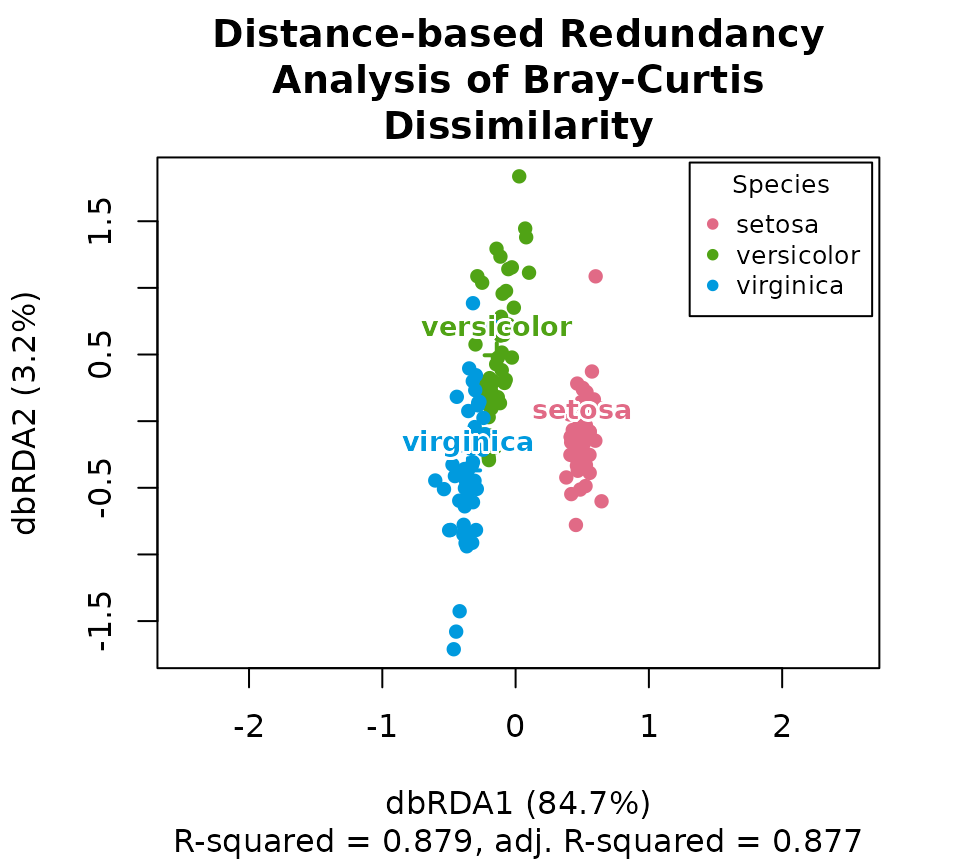 Distance-based Redundancy
Analysis of Bray-Curtis
Dissimilarity
Species
setosa
versicolor
virginica
versicolor
setosa
virginica
dbRDA2 (3.2%)
1.5
0.5
-0.5
-1.5
-2 -1 0 1 2
dbRDA1 (84.7%)
R-squared = 0.879, adj. R-squared = 0.877